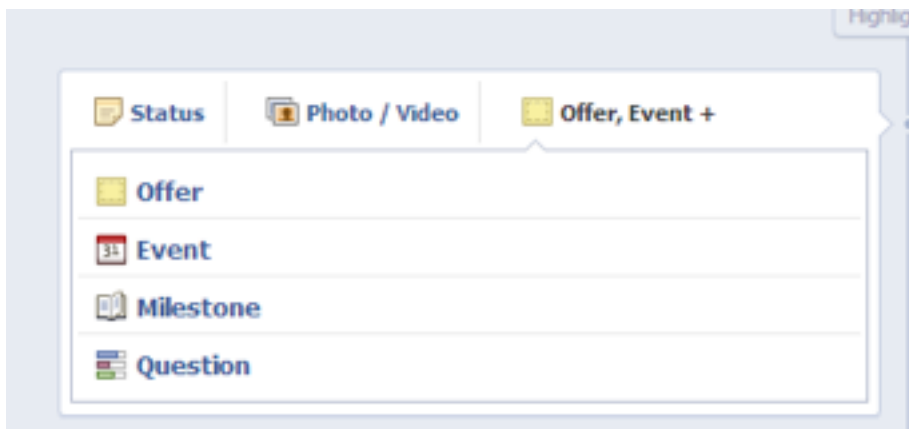 Highlig
Status Photo / Video Offer, Event +
Offer
31 Event
Milestone
Question